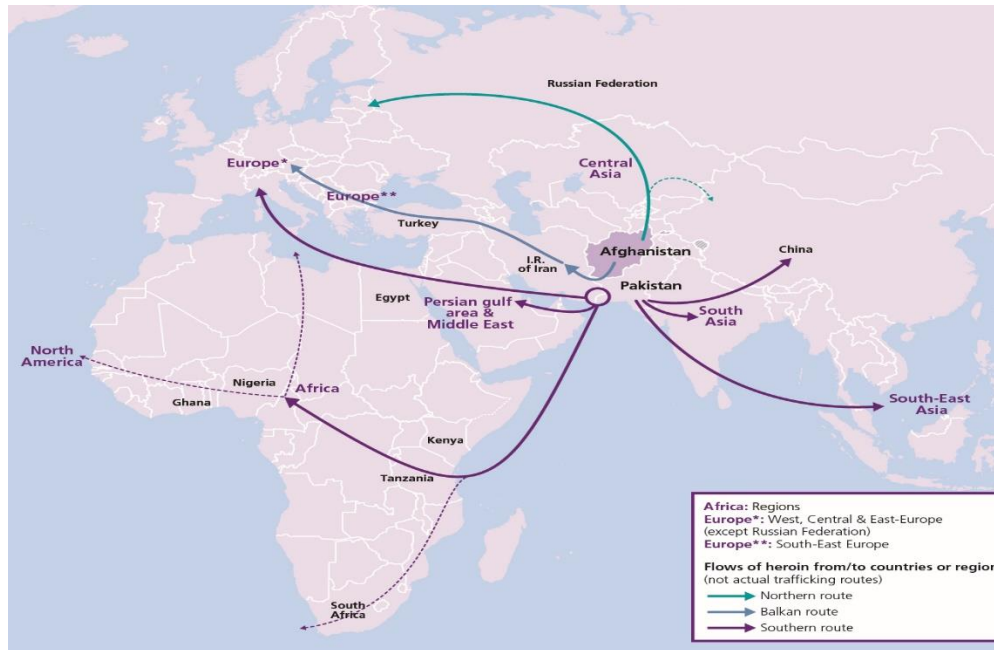 Russian Federation
Central
Asia
Europe*
Europe**
Turkey
Afghanistan
China
I.R.
of Iran
Pakistan
Egypt
Persian gulf
area &
Middle East
South
Asia
North
America
Nigeria
Africa
Ghana
South-East
Asia
Kenya
Tanzania
South
Africa
Africa: Regions
Europe*: West, Central & East-Europe
(except Russian Federation)
Europe**: South-East Europe
Flows of heroin from/to countries or region
(not actual trafficking routes)
Northern route
Balkan route
Southern route